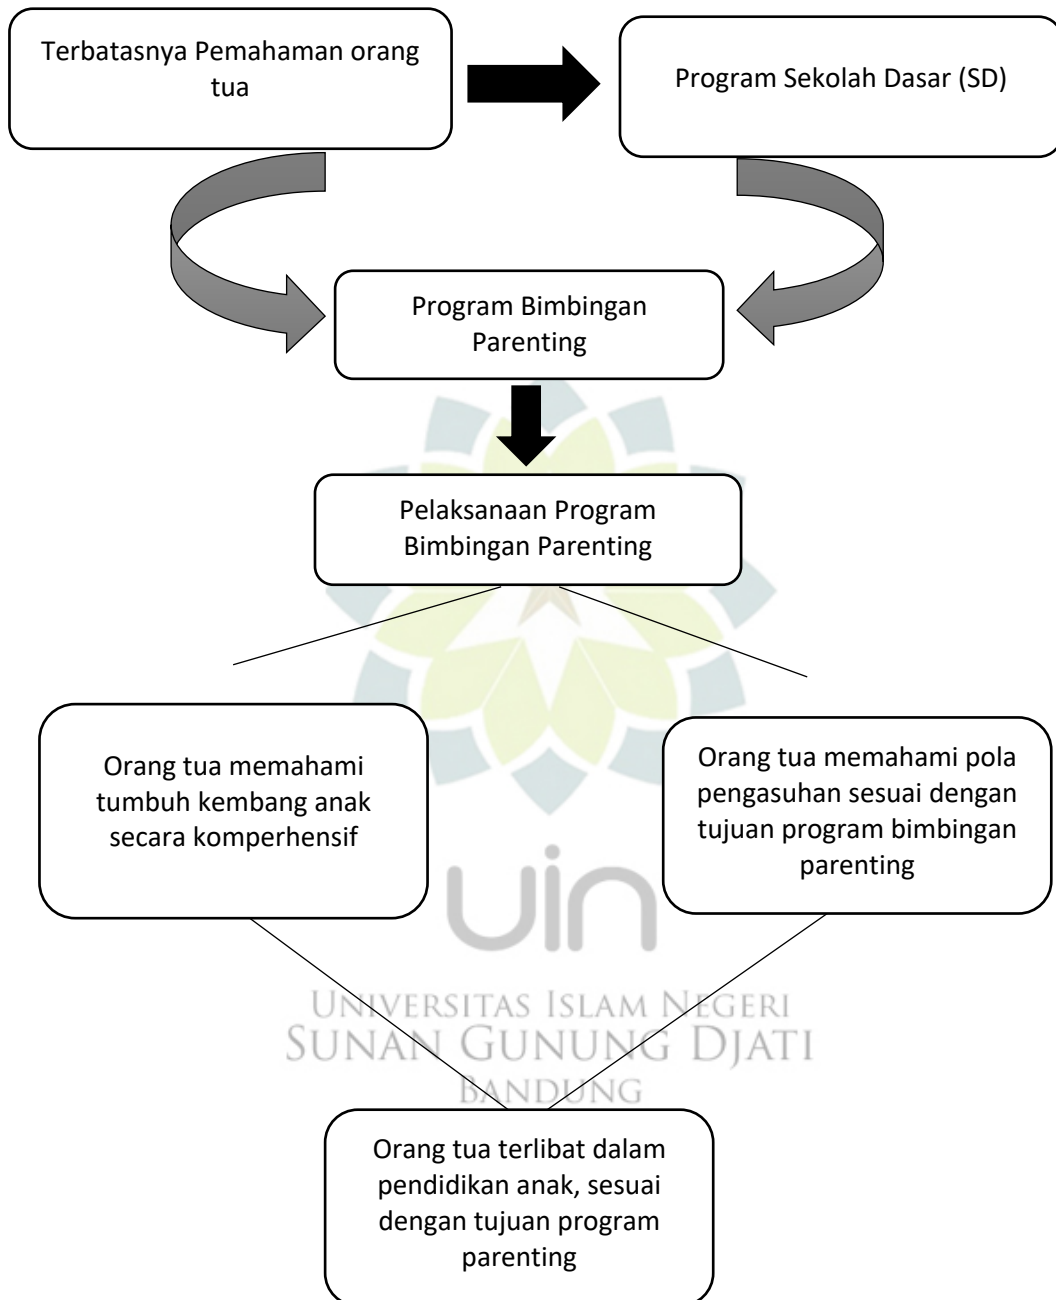 Terbatasnya Pemahaman orang
tua
Program Sekolah Dasar (SD)
Program Bimbingan
Parenting
Pelaksanaan Program
Bimbingan Parenting
Orang tua memahami
tumbuh kembang anak
secara komperhensif
Orang tua memahami pola
pengasuhan sesuai dengan
tujuan program bimbingan
parenting
uin
UNIVERSITAS ISLAM NEGERI
SUNAN GUNUNG DJATI
BANDUNG
Orang tua terlibat dalam
pendidikan anak, sesuai
dengan tujuan program
parenting